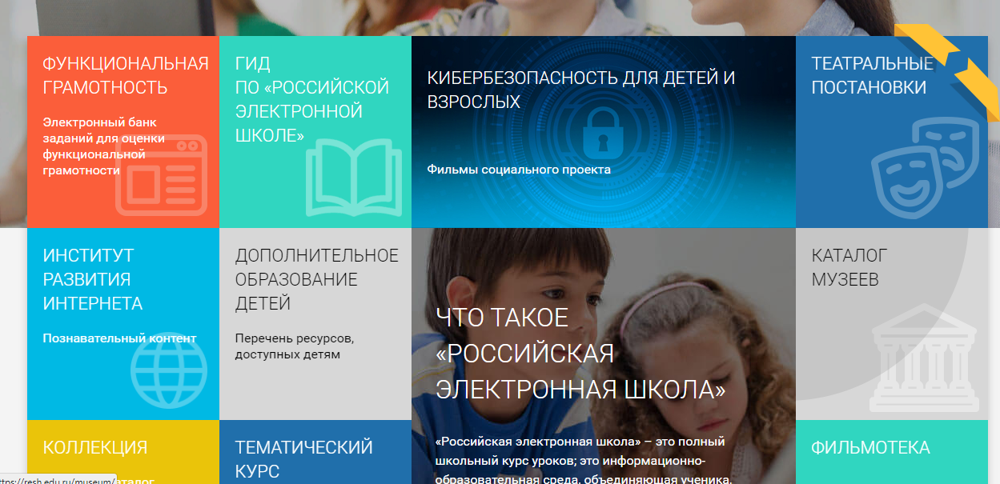 ФУНКЦИОНАЛЬНАЯ
ГРАМОТНОСТЬ
Электронный банк
заданий для оценки
функциональной
грамотности
ГИД
ПО «РОССИЙСКОЙ
ЭЛЕКТРОННОЙ
ШКОЛЕ»
КИБЕРБЕЗОПАСНОСТЬ ДЛЯ ДЕТЕЙ И
ВЗРОСЛЫХ
Фильмы социального проекта
ТЕАТРАЛЬНЫЕ
ПОСТАНОВКИ
ИНСТИТУТ
РАЗВИТИЯ
ИНТЕРНЕТА
Познавательный контент
ДОПОЛНИТЕЛЬНОЕ
ОБРАЗОВАНИЕ
ДЕТЕЙ
Перечень ресурсов,
доступных детям
ЧТО ТАКОЕ
«РОССИЙСКАЯ
ЭЛЕКТРОННАЯ ШКОЛА»
«Российская электронная школа» – это полный
школьный курс уроков; это информационно-
образовательная среда, объединяющая ученика,
КАТАЛОГ
МУЗЕЕВ
КОЛЛЕКЦИЯ
ТЕМАТИЧЕСКИЙ
КУРС
ФИЛЬМОТЕКА
ttps://resh.edu.ru/museum/